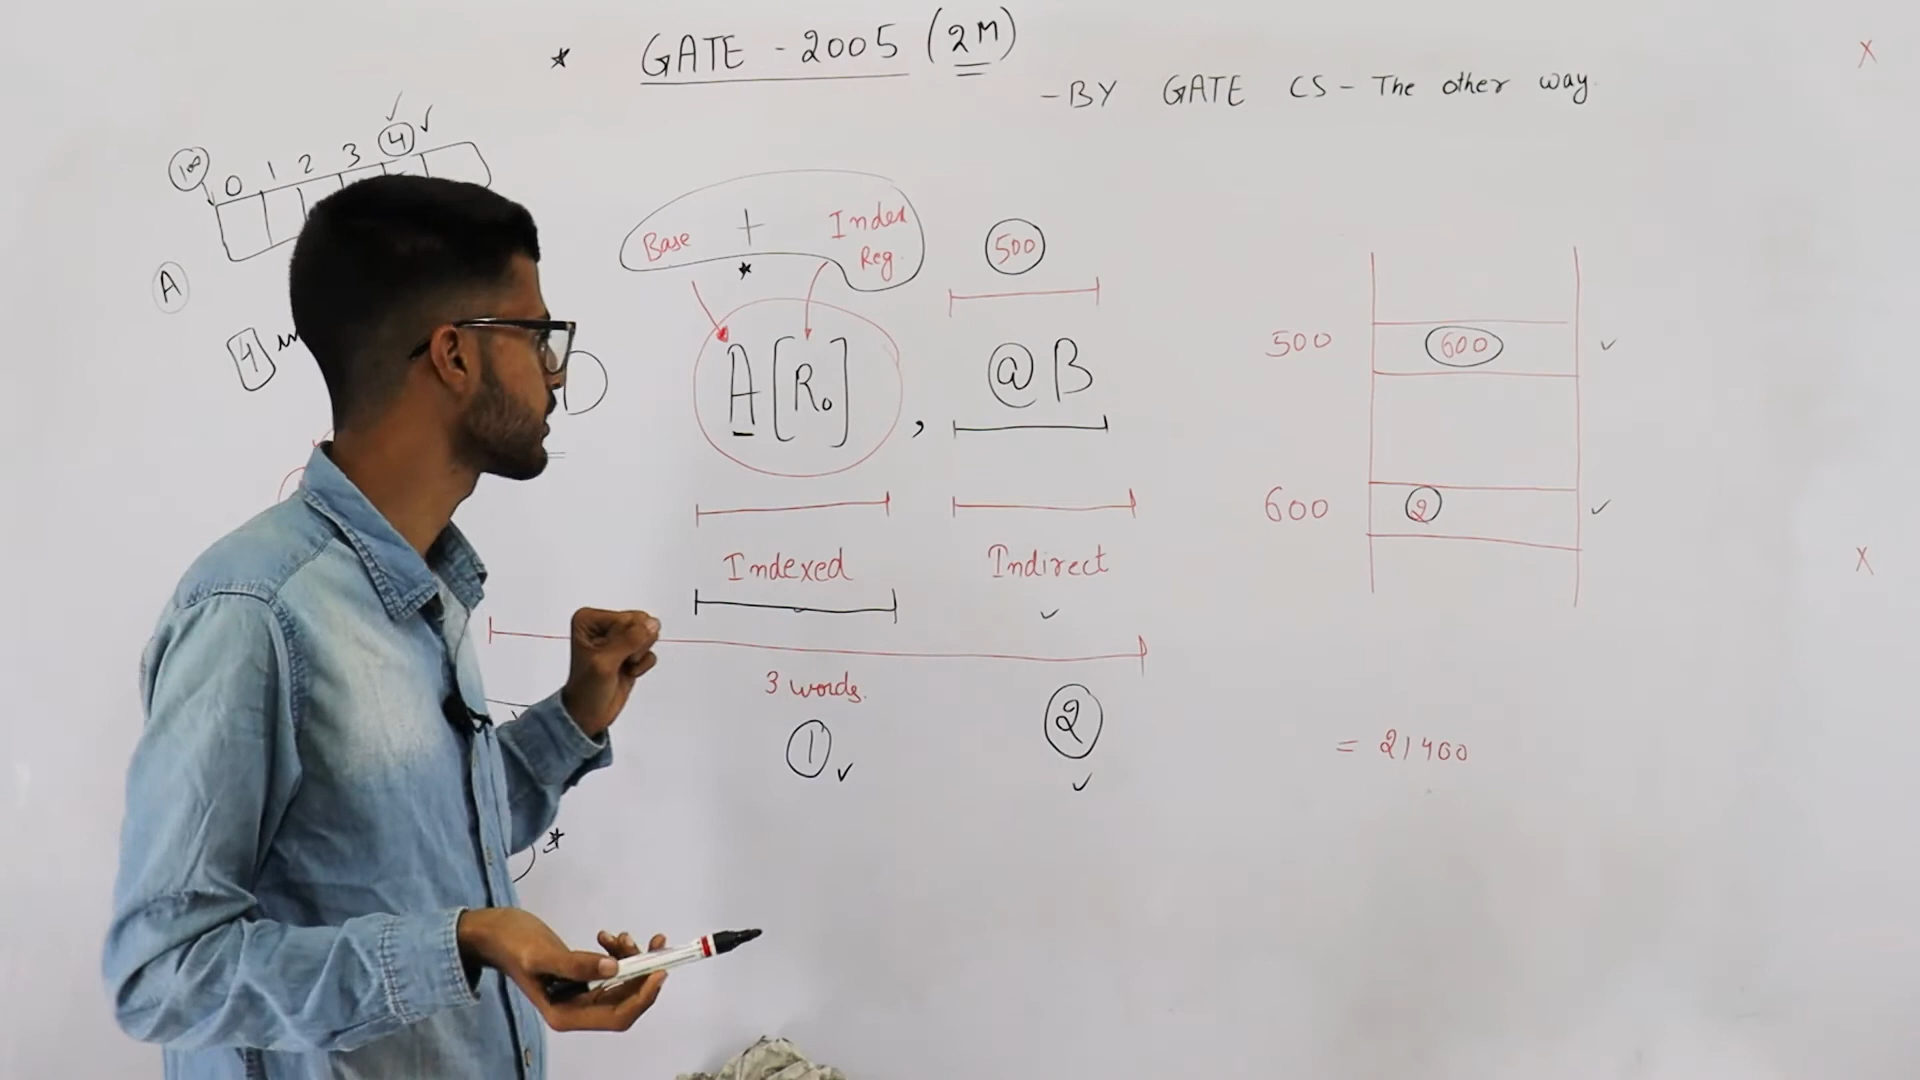 * GATE - 2005 (2M)
-BY GATE CS - The other way.
100 0 1 2 3 4
A
4
Base + Index Reg.
*
500
A[R₀] , @B
Indexed Indirect
3 words.
1 2
500 600
600 2
= 21400
*
X
X